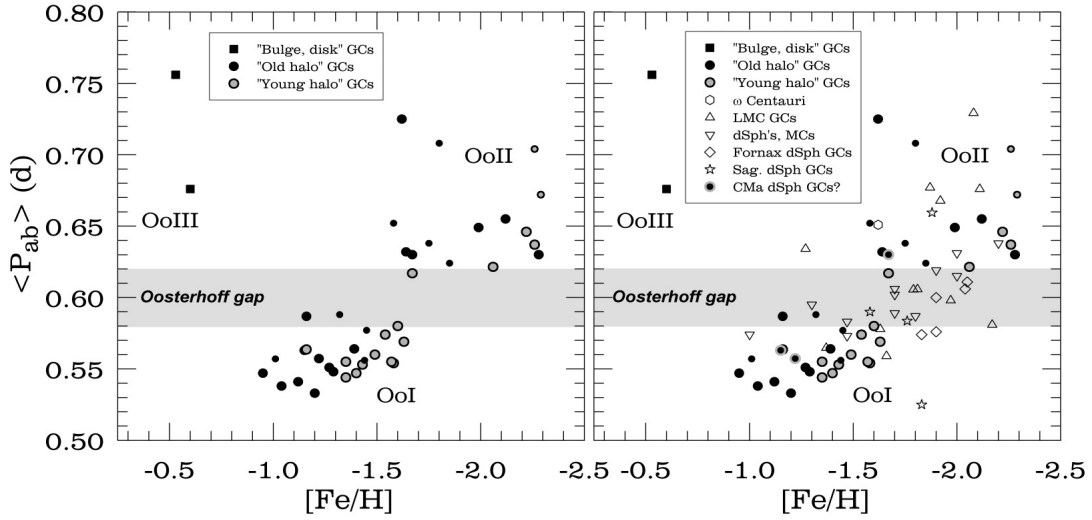 0.80
0.75
0.70
0.65
0.60
0.55
0.50
<P_ab> (d)
"Bulge, disk" GCs
"Old halo" GCs
"Young halo" GCs
OoII
OoIII
Oosterhoff gap
OoI
-0.5 -1.0 -1.5 -2.0 -2.5
[Fe/H]
"Bulge, disk" GCs
"Old halo" GCs
"Young halo" GCs
ω Centauri
LMC GCs
dSph's, MCs
Fornax dSph GCs
Sag. dSph GCs
CMa dSph GCs?
OoII
OoIII
Oosterhoff gap
OoI
-0.5 -1.0 -1.5 -2.0 -2.5
[Fe/H]